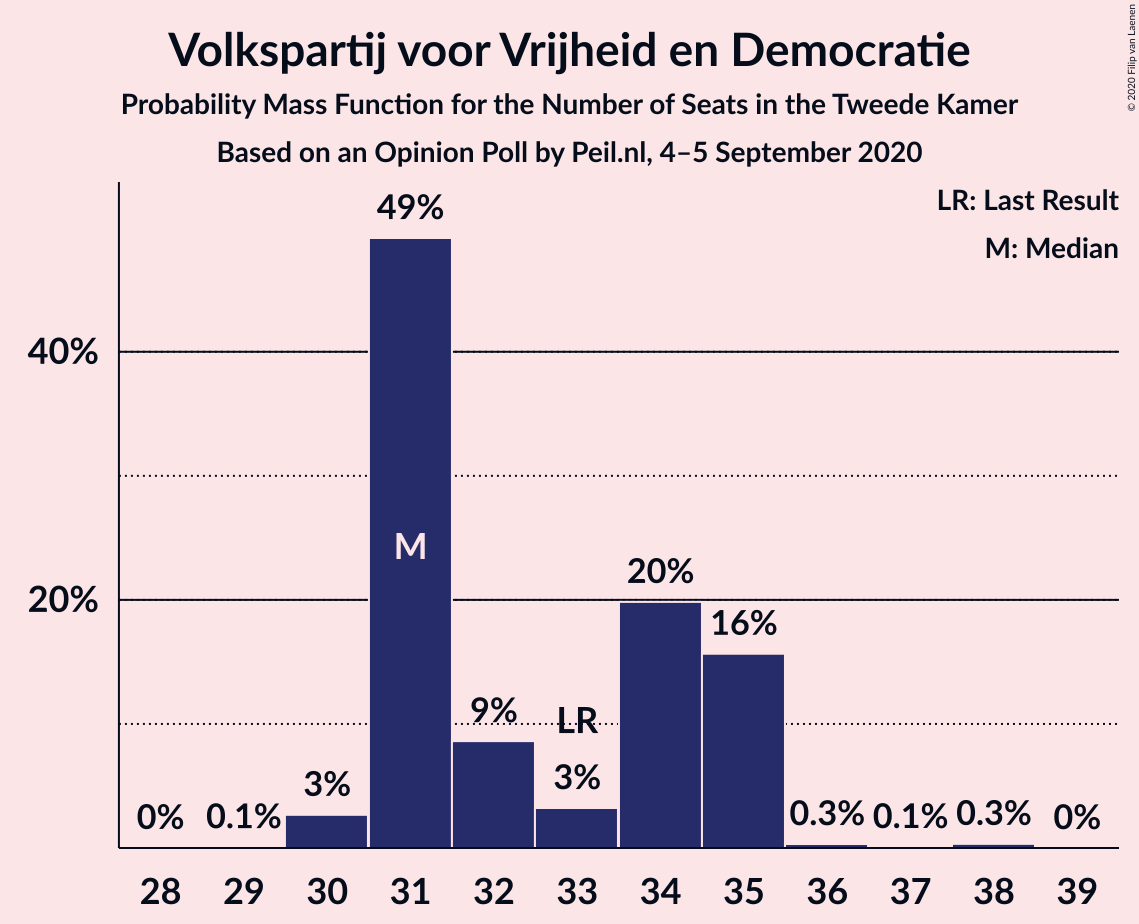 Volkspartij voor Vrijheid en Democratie
Probability Mass Function for the Number of Seats in the Tweede Kamer
Based on an Opinion Poll by Peil.nl, 4–5 September 2020
© 2020 Filip van Laenen
LR: Last Result
M: Median
49%
40%
M
20%
20%
16%
9%
LR
3%
3%
0%
0.1%
0.3%
0.1%
0.3%
0%
28 29 30 31 32 33 34 35 36 37 38 39